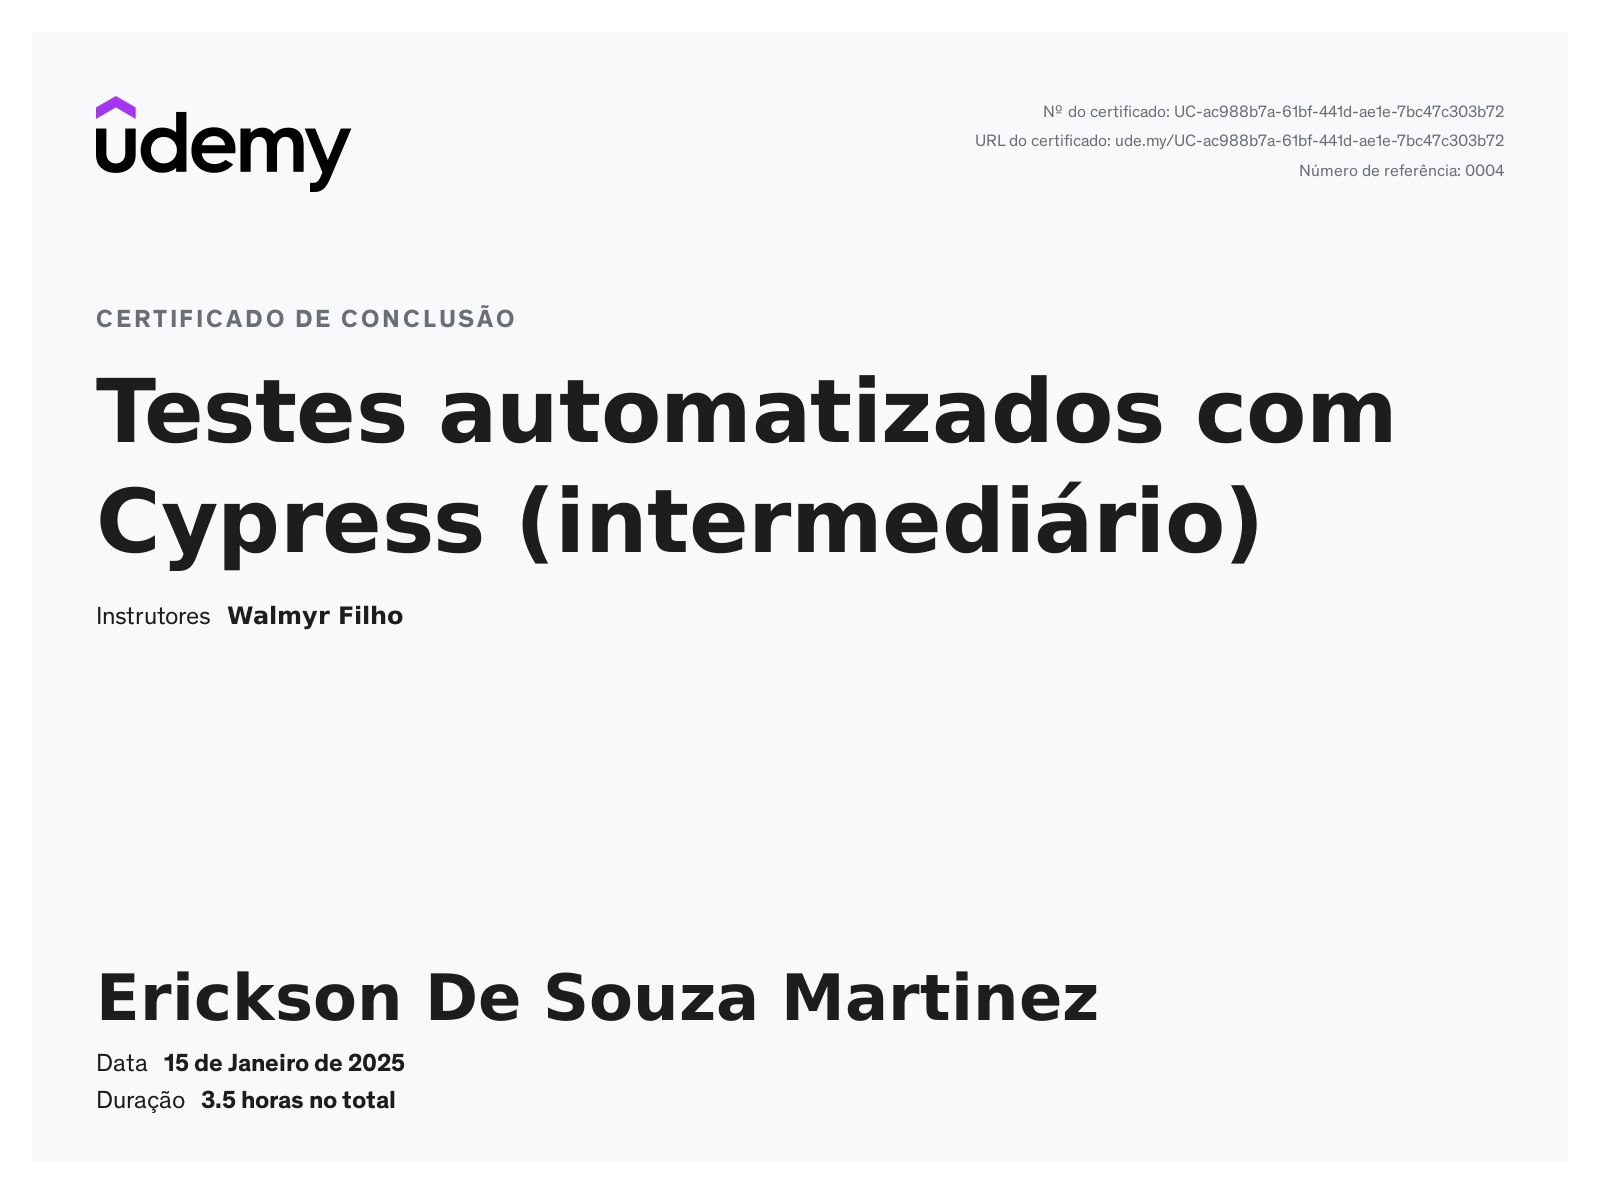 udemy
Nº do certificado: UC-ac988b7a-61bf-441d-ae1e-7bc47c303b72
URL do certificado: ude.my/UC-ac988b7a-61bf-441d-ae1e-7bc47c303b72
Número de referência: 0004
CERTIFICADO DE CONCLUSÃO
Testes automatizados com
Cypress (intermediário)
Instrutores Walmyr Filho
Erickson De Souza Martinez
Data 15 de Janeiro de 2025
Duração 3.5 horas no total